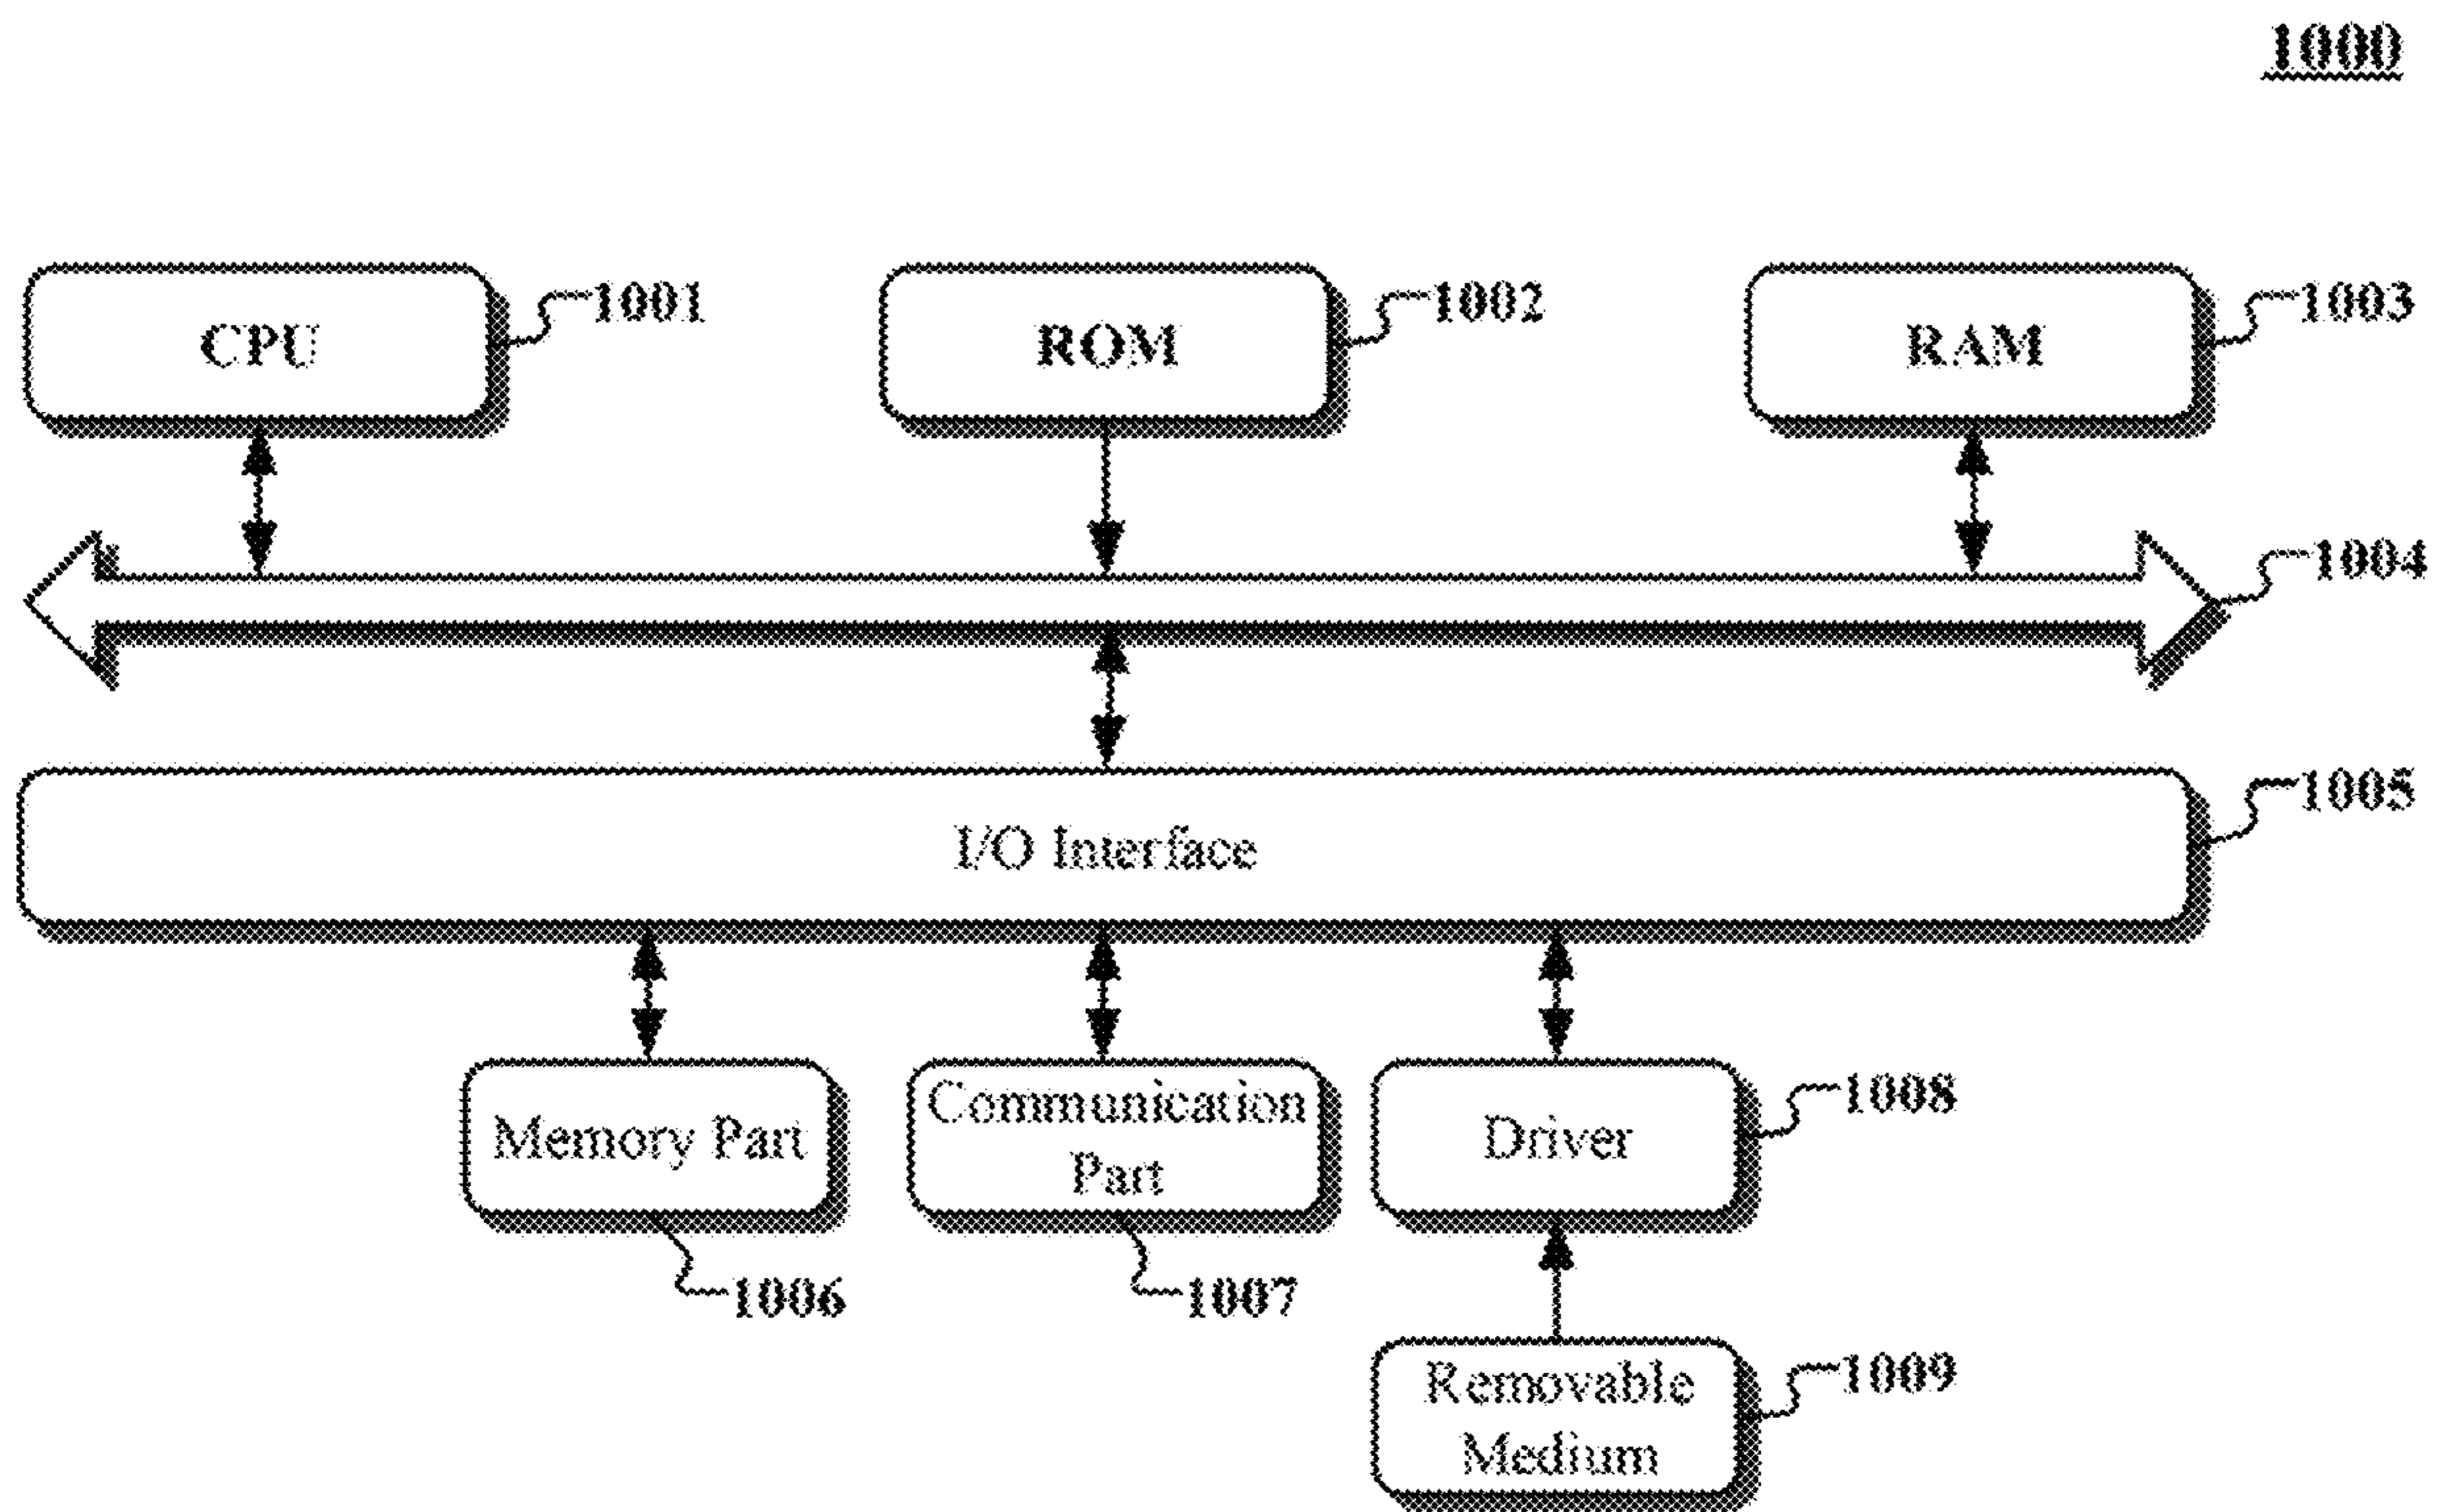 1000
CPU
1001
ROM
1002
RAM
1003
1004
I/O Interface
1005
Memory Part
1006
Communication
Part
1007
Driver
1008
Removable
Medium
1009